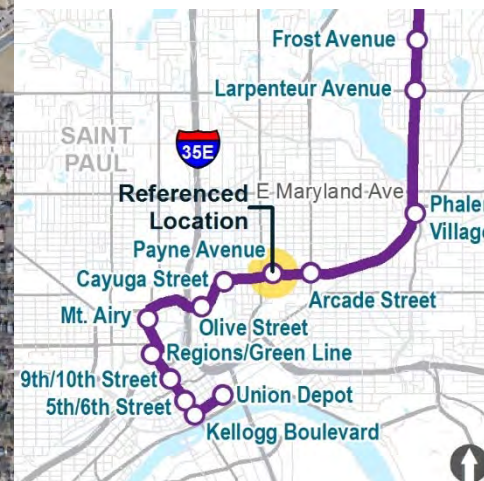 Frost Avenue
Larpenteur Avenue
SAINT
PAUL
35E
Referenced
Location
E Maryland Ave
Phalen
Village
Payne Avenue
Cayuga Street
Arcade Street
Mt. Airy
Olive Street
Regions/Green Line
9th/10th Street
5th/6th Street
Union Depot
Kellogg Boulevard